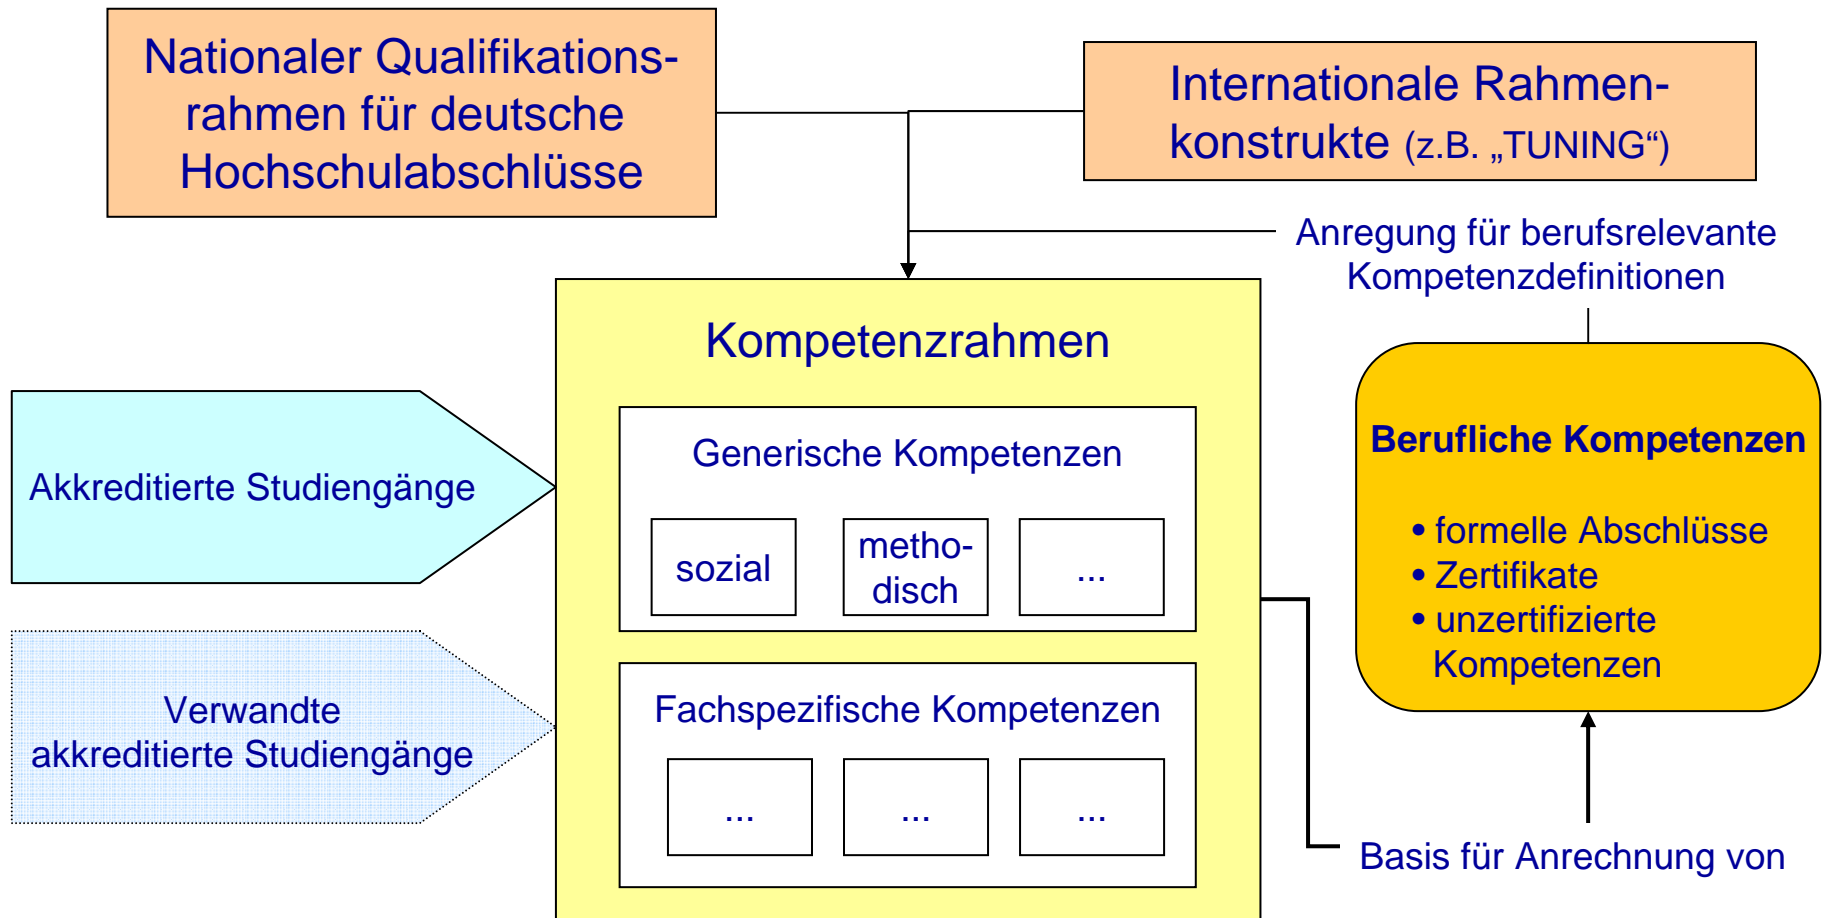 Nationaler Qualifikations-
rahmen für deutsche
Hochschulabschlüsse
Internationale Rahmen-
konstrukte (z.B. „TUNING“)
Anregung für berufsrelevante
Kompetenzdefinitionen
Kompetenzrahmen
Akkreditierte Studiengänge
Generische Kompetenzen
sozial
metho-
disch
...
Verwandte
akkreditierte Studiengänge
Fachspezifische Kompetenzen
...
...
...
Berufliche Kompetenzen
• formelle Abschlüsse
• Zertifikate
• unzertifizierte
Kompetenzen
Basis für Anrechnung von